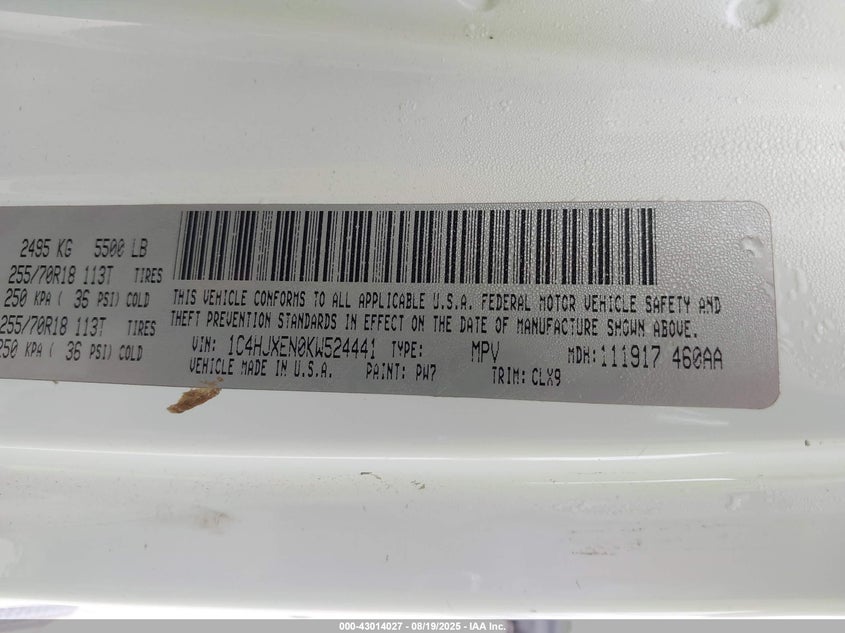 2495 KG 5500 LB
255/70R18 113T TIRES
250 KPA ( 36 PSI) COLD
255/70R18 113T TIRES
250 KPA ( 36 PSI) COLD
THIS VEHICLE CONFORMS TO ALL APPLICABLE U.S.A. FEDERAL MOTOR VEHICLE SAFETY AND
THEFT PREVENTION STANDARDS IN EFFECT ON THE DATE OF MANUFACTURE SHOWN ABOVE.
VIN: 1C4HJXEN0KW524441 TYPE: MPV MDH: 111917 460AA
VEHICLE MADE IN U.S.A. PAINT: PW7 TRIM: CLX9
000-43014027 - 08/19/2025 - IAA Inc.